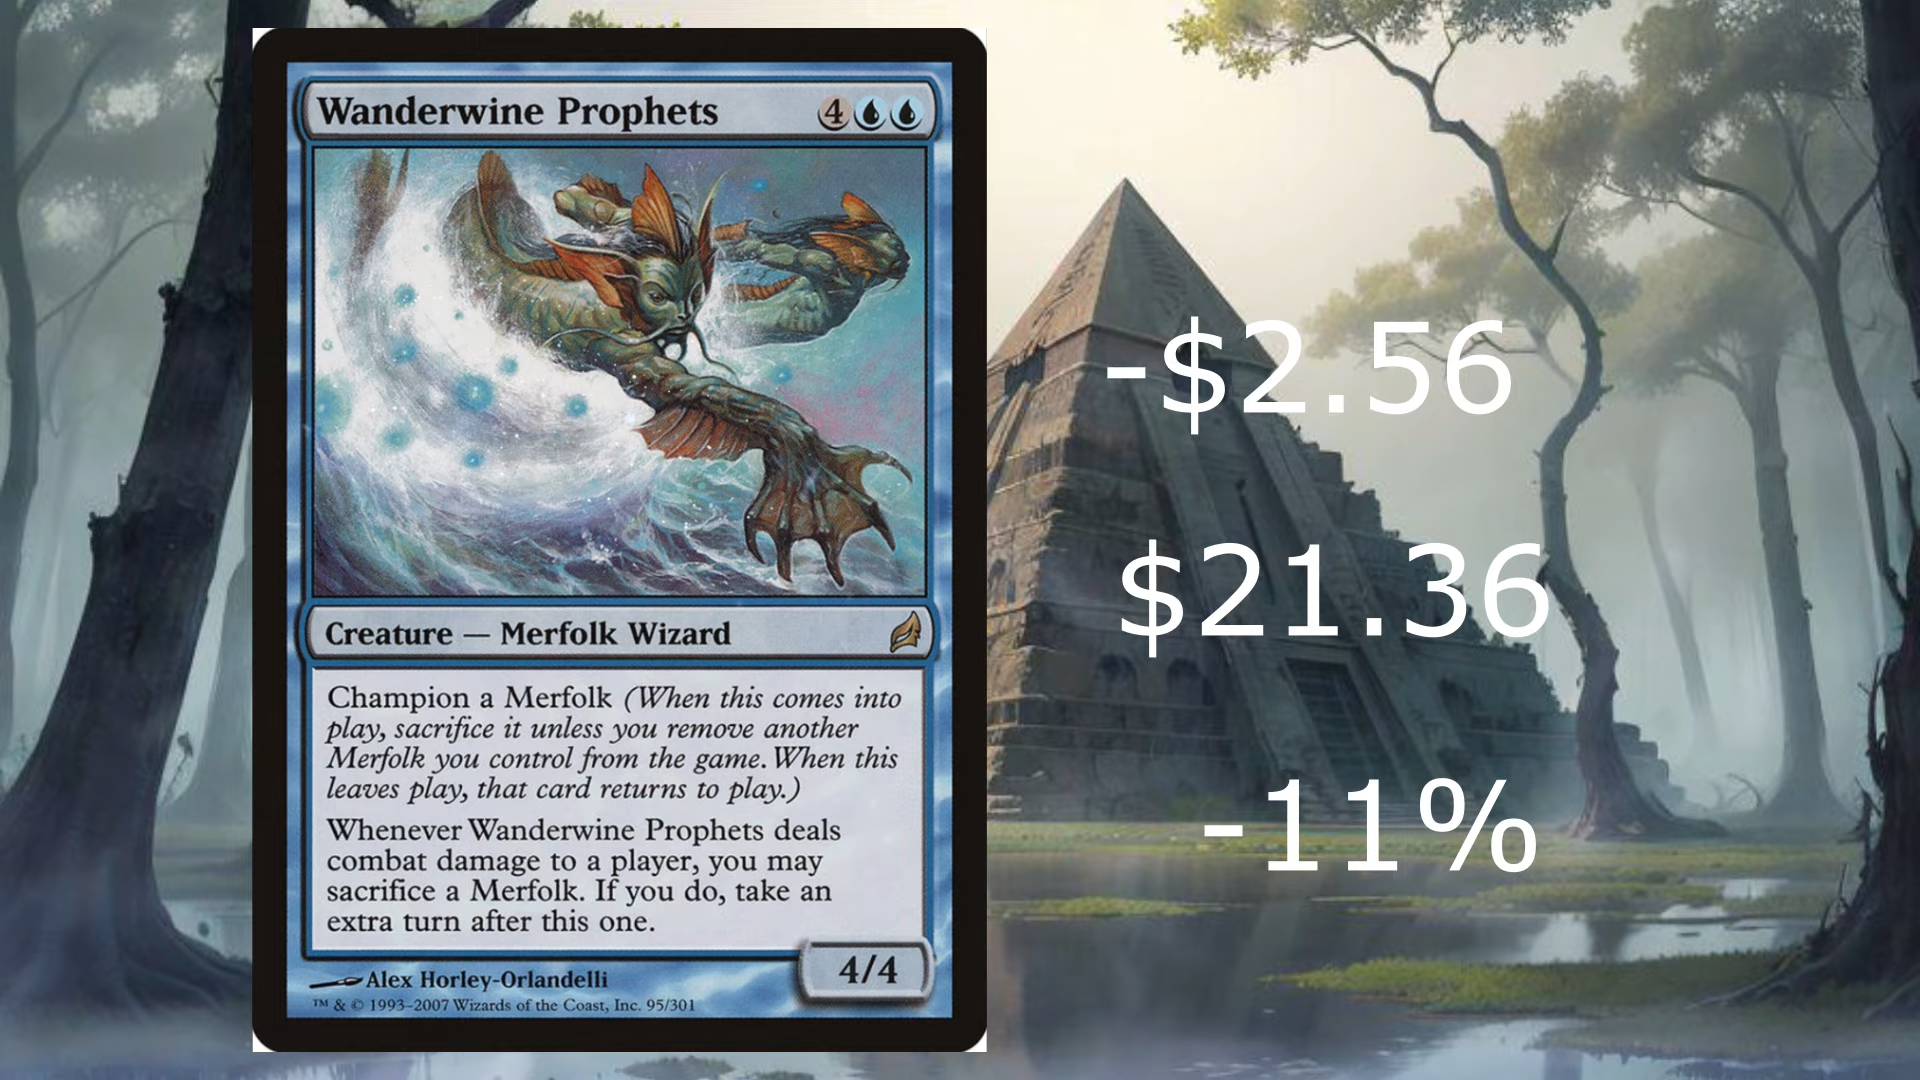 Wanderwine Prophets 4
Creature — Merfolk Wizard
Champion a Merfolk (When this comes into
play, sacrifice it unless you remove another
Merfolk you control from the game. When this
leaves play, that card returns to play.)
Whenever Wanderwine Prophets deals
combat damage to a player, you may
sacrifice a Merfolk. If you do, take an
extra turn after this one.
4/4
Alex Horley-Orlandelli
™ & © 1993–2007 Wizards of the Coast, Inc. 95/301
-$2.56
$21.36
-11%